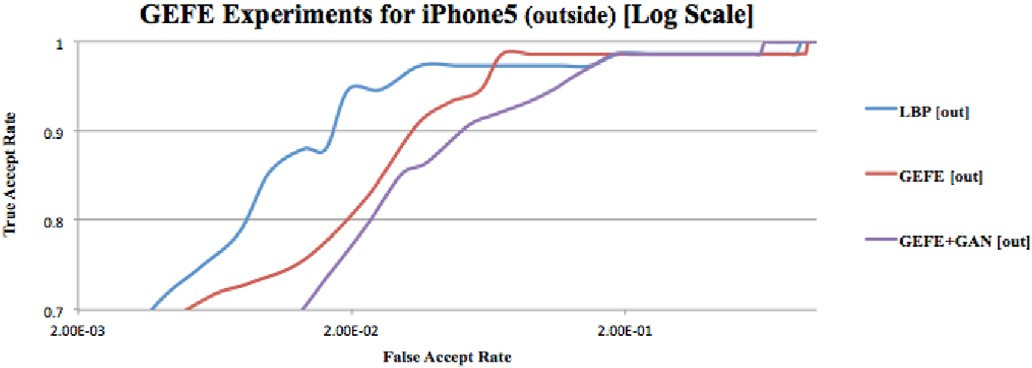 GEFE Experiments for iPhone5 (outside) [Log Scale]
1
0.9
0.8
0.7
True Accept Rate
2.00E-03 2.00E-02 2.00E-01
False Accept Rate
LBP [out]
GEFE [out]
GEFE+GAN [out]